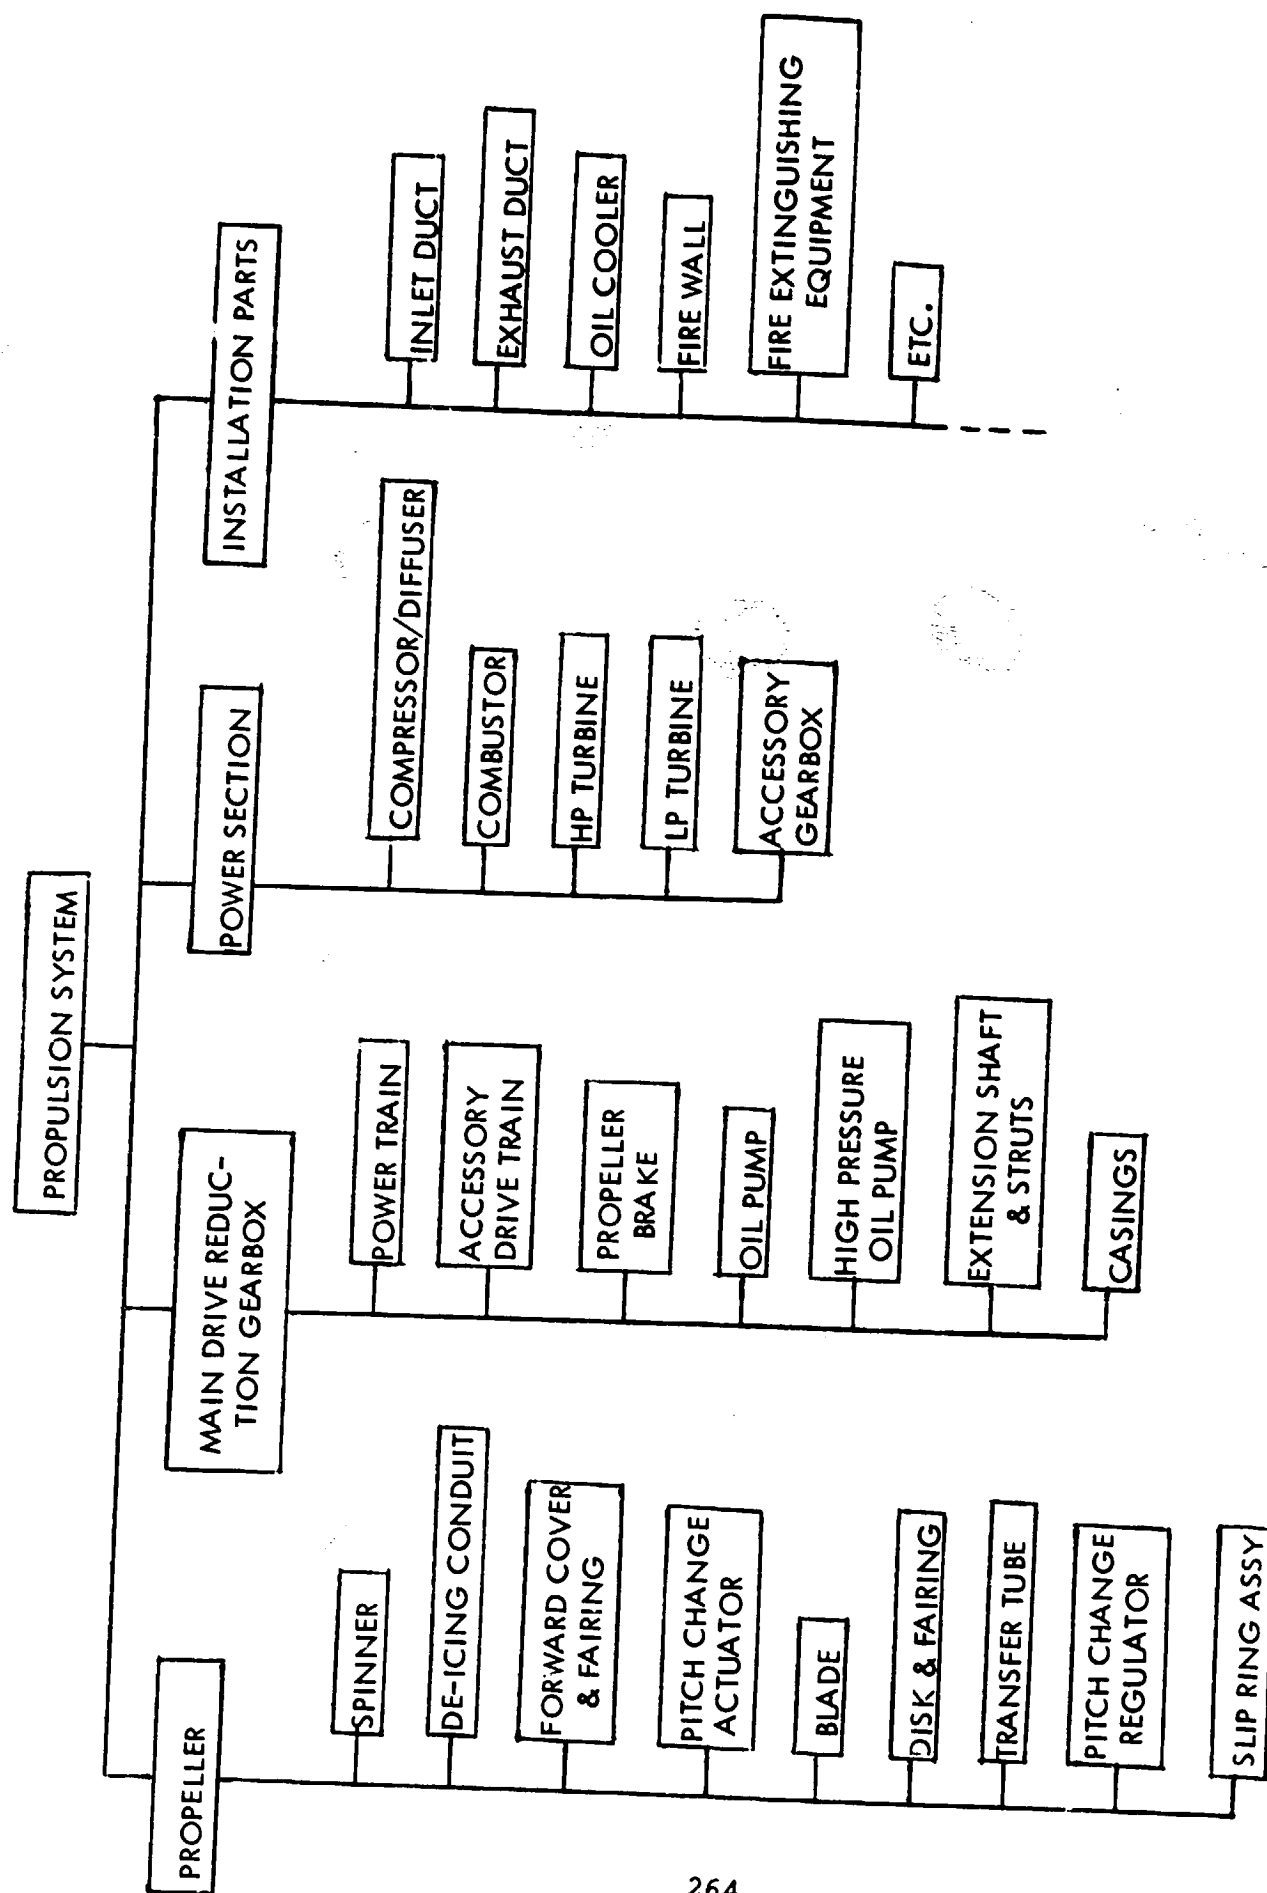 PROPULSION SYSTEM
PROPELLER
SPINNER
DE-ICING CONDUIT
FORWARD COVER
& FAIRING
PITCH CHANGE
ACTUATOR
BLADE
DISK & FAIRING
TRANSFER TUBE
PITCH CHANGE
REGULATOR
SLIP RING ASSY
MAIN DRIVE REDUC-
TION GEARBOX
POWER TRAIN
ACCESSORY
DRIVE TRAIN
PROPELLER
BRAKE
OIL PUMP
HIGH PRESSURE
OIL PUMP
EXTENSION SHAFT
& STRUTS
CASINGS
POWER SECTION
COMPRESSOR/DIFFUSER
COMBUSTOR
HP TURBINE
LP TURBINE
ACCESSORY
GEARBOX
INSTALLATION PARTS
INLET DUCT
EXHAUST DUCT
OIL COOLER
FIRE WALL
FIRE EXTINGUISHING
EQUIPMENT
ETC.
264